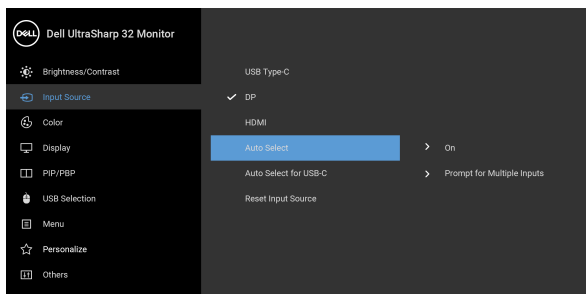 DELL Dell UltraSharp 32 Monitor
Brightness/Contrast USB Type-C
Input Source DP
Color HDMI
Display Auto Select On
PIP/PBP Auto Select for USB-C Prompt for Multiple Inputs
USB Selection Reset Input Source
Menu
Personalize
Others